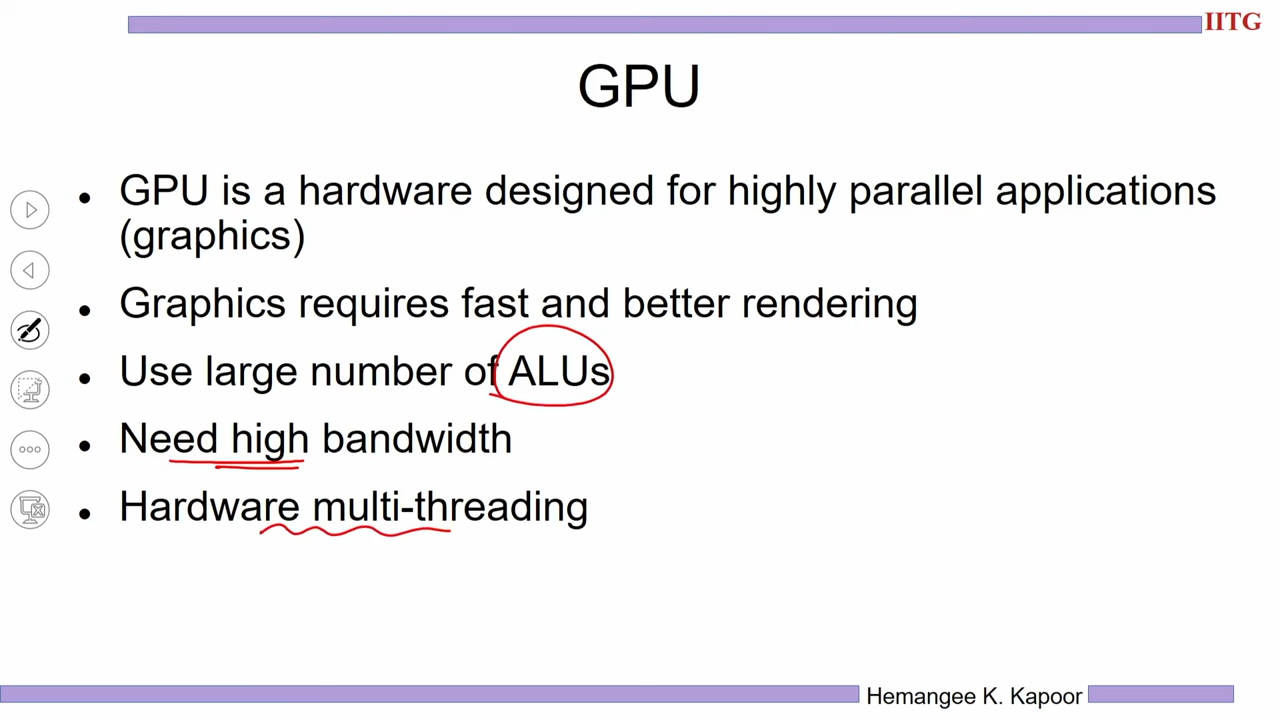 IITG
GPU
• GPU is a hardware designed for highly parallel applications
(graphics)
• Graphics requires fast and better rendering
• Use large number of ALUs
• Need high bandwidth
• Hardware multi-threading
Hemangee K. Kapoor